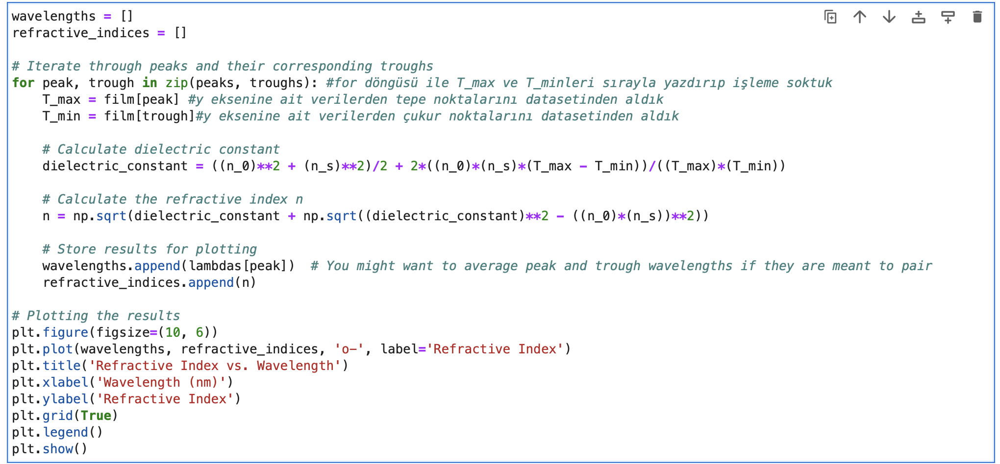 wavelengths = []
refractive_indices = []
# Iterate through peaks and their corresponding troughs
for peak, trough in zip(peaks, troughs): #for döngüsü ile T_max ve T_minleri sırayla yazdırıp işleme soktuk
    T_max = film[peak] #y eksenine ait verilerden tepe noktalarını datasetinden aldık
    T_min = film[trough]#y eksenine ait verilerden çukur noktalarını datasetinden aldık
    # Calculate dielectric constant
    dielectric_constant = ((n_0)**2 + (n_s)**2)/2 + 2*((n_0)*(n_s)*(T_max - T_min))/((T_max)*(T_min))
    # Calculate the refractive index n
    n = np.sqrt(dielectric_constant + np.sqrt((dielectric_constant)**2 - ((n_0)*(n_s))**2))
    # Store results for plotting
    wavelengths.append(lambdas[peak])  # You might want to average peak and trough wavelengths if they are meant to pair
    refractive_indices.append(n)
# Plotting the results
plt.figure(figsize=(10, 6))
plt.plot(wavelengths, refractive_indices, 'o-', label='Refractive Index')
plt.title('Refractive Index vs. Wavelength')
plt.xlabel('Wavelength (nm)')
plt.ylabel('Refractive Index')
plt.grid(True)
plt.legend()
plt.show()